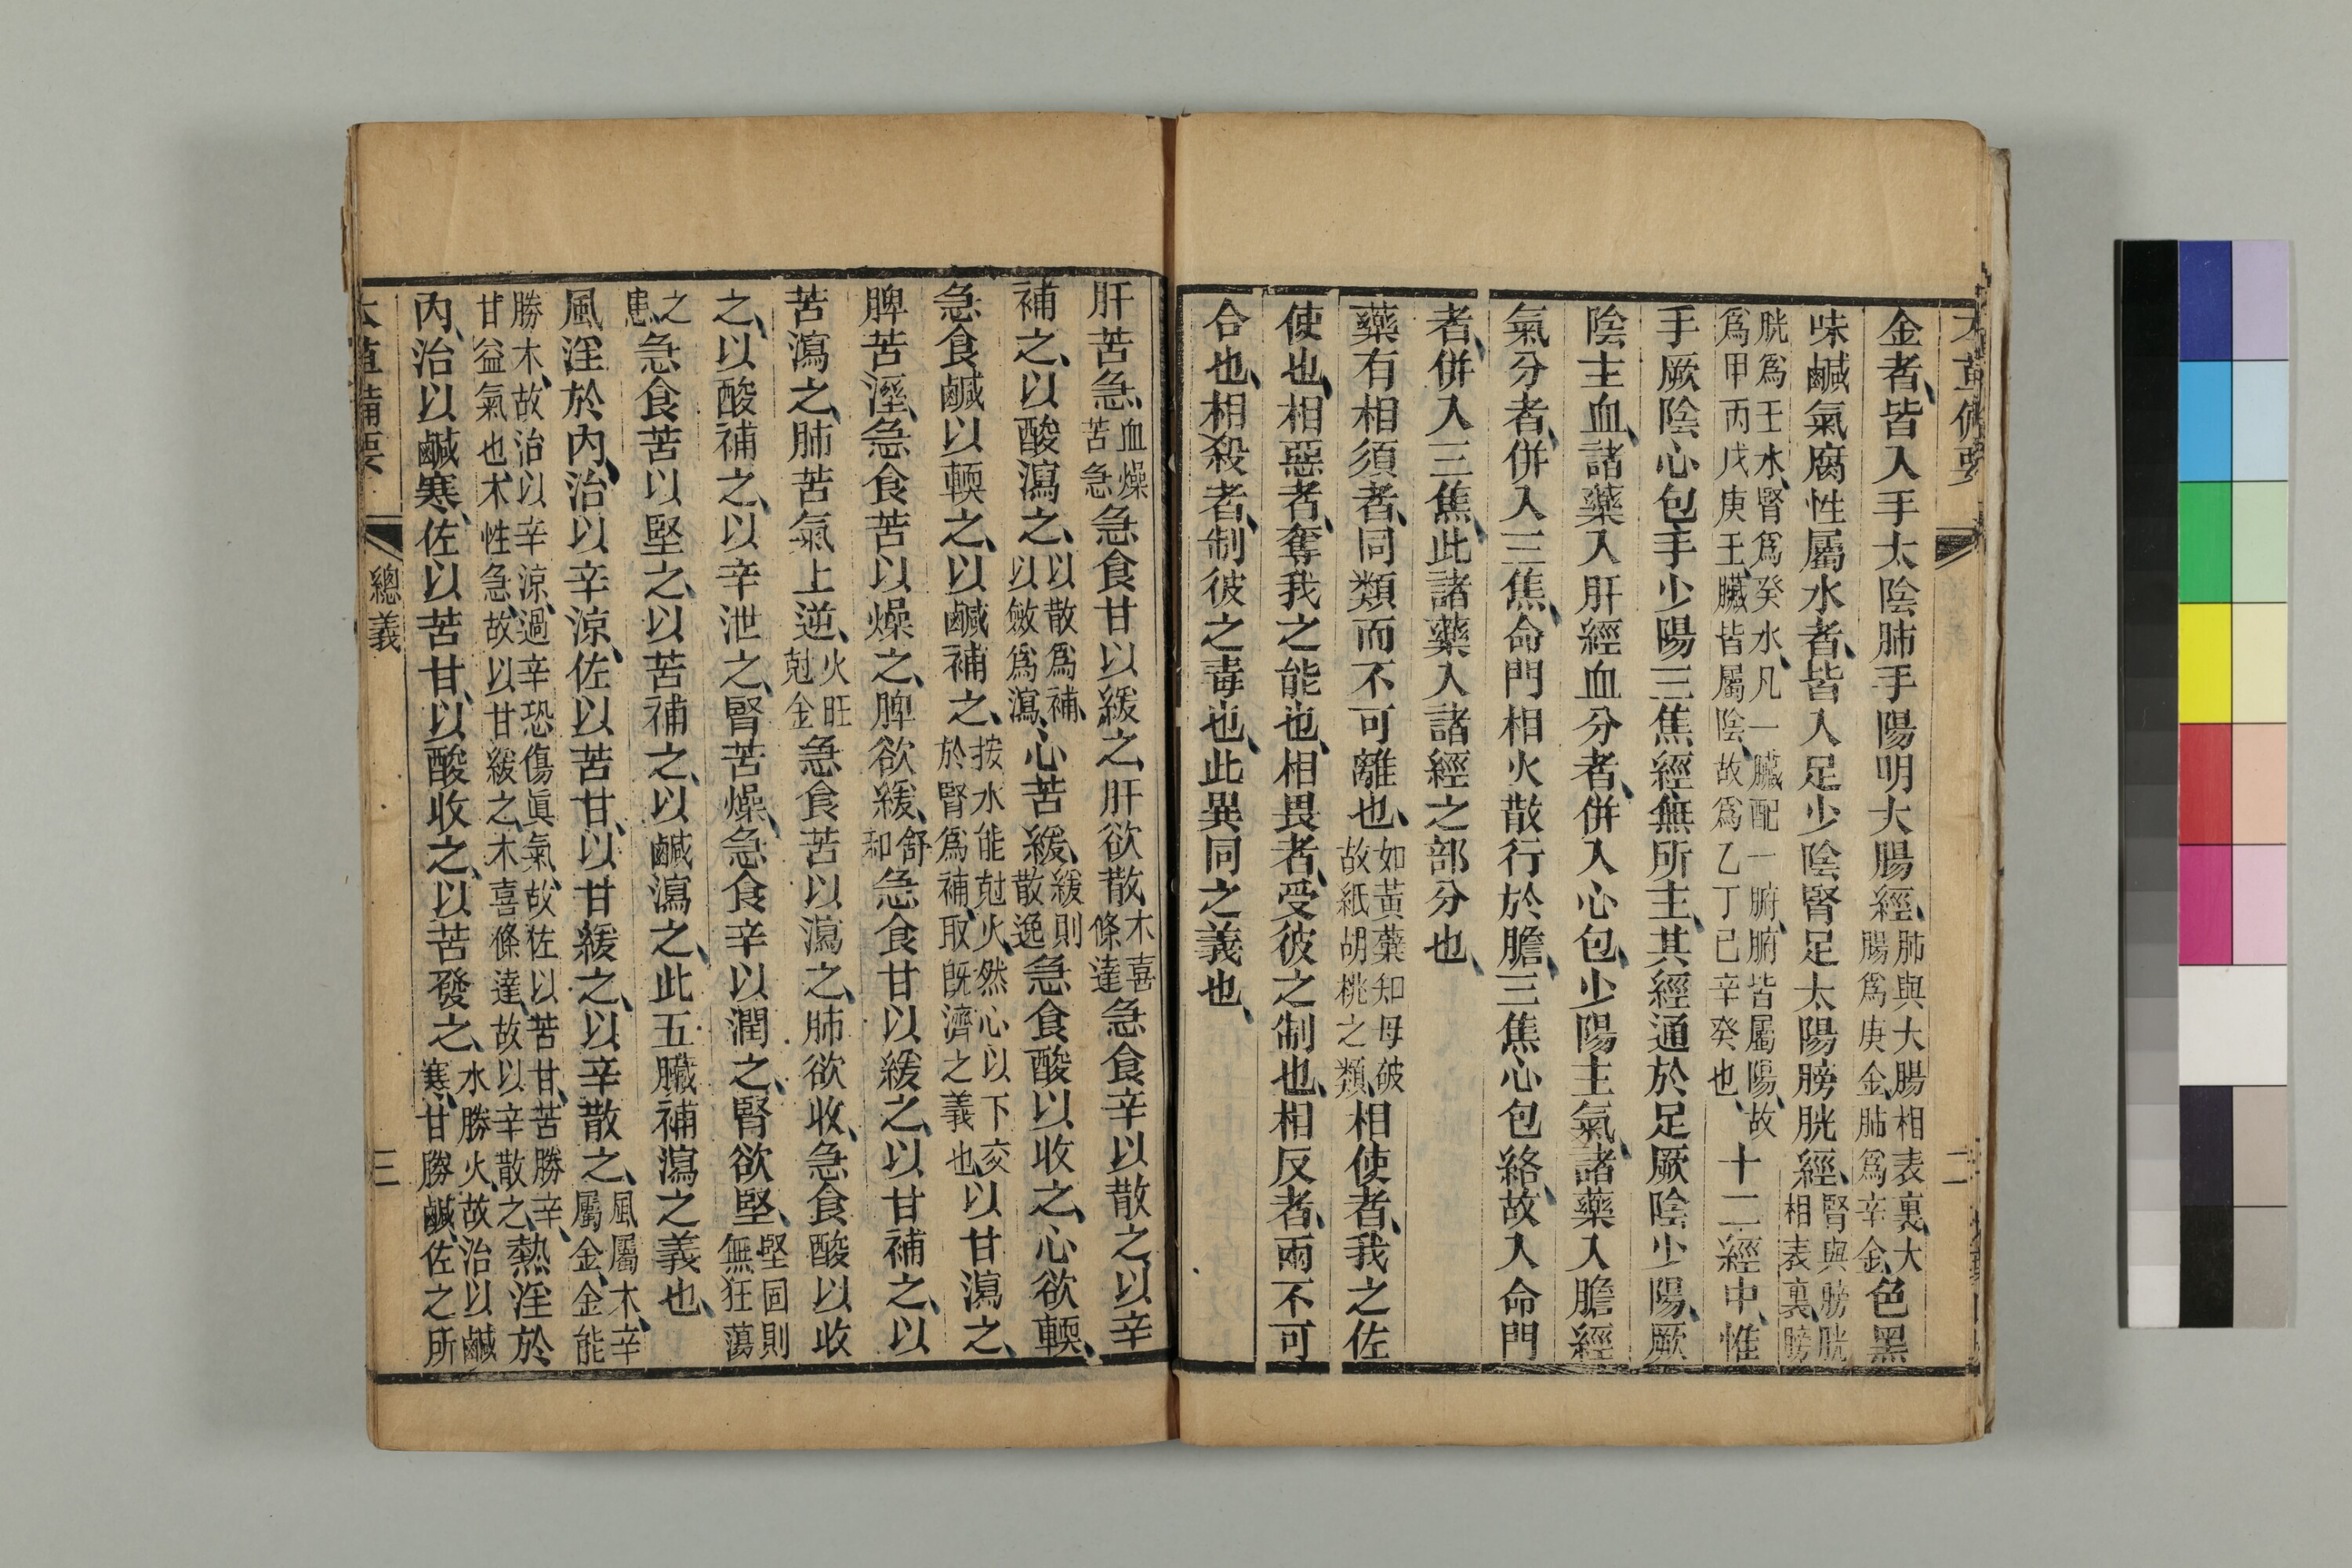 金者、皆入手太陰肺手陽明大腸經、肺與大腸相表裏、大腸爲庚金、肺爲辛金、色黑
味鹹氣腐性屬水者、皆入足少陰腎足太陽膀胱經、腎與膀胱相表裏、膀
胱爲壬水、腎爲癸水、凡一臟配一腑、腑皆屬陽、故爲甲丙戊庚壬、臟皆屬陰、故爲乙丁己辛癸也、十二經中、惟
手厥陰心包手少陽三焦經無所主、其經通於足厥陰少陽、厥
陰主血、諸藥入肝經血分者、併入心包、少陽主氣、諸藥入膽經
氣分者、併入三焦、命門相火散行於膽、三焦心包絡、故入命門
者、併入三焦、此諸藥入諸經之部分也、
藥有相須者、同類而不可離也、如黃蘗知母破故紙胡桃之類、相使者、我之佐
使也、相惡者、奪我之能也、相畏者、受彼之制也、相反者、兩不可
合也、相殺者、制彼之毒也、此異同之義也、
二
肝苦急、血燥苦急急食甘以緩之、肝欲散、木喜條達急食辛以散之、以辛
補之、以酸瀉之、以散爲補、以斂爲瀉、心苦緩、緩則散逸急食酸以收之、心欲輭、
急食鹹以輭之、以鹹補之、按水能尅火、然心以下交於腎爲補、取旣濟之義也、以甘瀉之、
脾苦溼、急食苦以燥之、脾欲緩、舒和急食甘以緩之、以甘補之、以
苦瀉之、肺苦氣上逆、火旺尅金急食苦以瀉之、肺欲收、急食酸以收
之、以酸補之、以辛泄之、腎苦燥、急食辛以潤之、腎欲堅、堅固則無狂蕩
之患急食苦以堅之、以苦補之、以鹹瀉之、此五臟補瀉之義也、
風淫於內、治以辛涼、佐以苦甘、以甘緩之、以辛散之、風屬木、辛屬金、金能
勝木、故治以辛涼、過辛恐傷眞氣、故佐以苦甘、苦勝辛、甘益氣也、木性急、故以甘緩之、木喜條達、故以辛散之、熱淫於
內、治以鹹寒、佐以苦甘、以酸收之、以苦發之、水勝火、故治以鹹寒、甘勝鹹、佐之所
總義
三